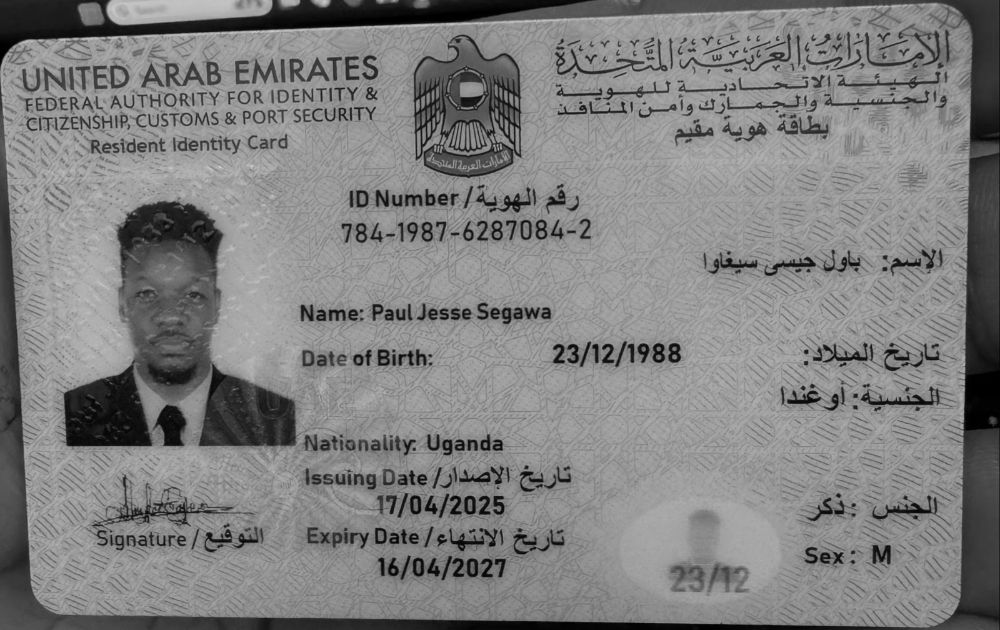 UNITED ARAB EMIRATES
FEDERAL AUTHORITY FOR IDENTITY &
CITIZENSHIP, CUSTOMS & PORT SECURITY
Resident Identity Card
الإمارات العربية المتحدة
الهيئة الاتحادية للهوية
والجنسية والجمارك وأمن المنافذ
بطاقة هوية مقيم
الإمارات العربية المتحدة
ID Number / رقم الهوية
784-1987-6287084-2
الإسم: باول جيسى سيغاوا
Name: Paul Jesse Segawa
Date of Birth: 23/12/1988 تاريخ الميلاد:
الجنسية: أوغندا
Nationality: Uganda
Issuing Date / تاريخ الإصدار
17/04/2025
Expiry Date / تاريخ الانتهاء
16/04/2027
الجنس: ذكر
Sex: M
Signature / التوقيع
23/12